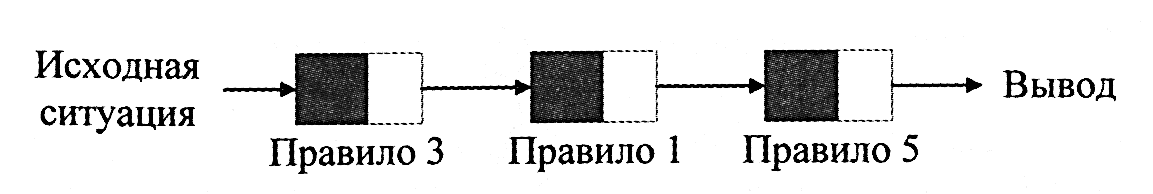 Исходная
ситуация
Правило 3
Правило 1
Правило 5
Вывод